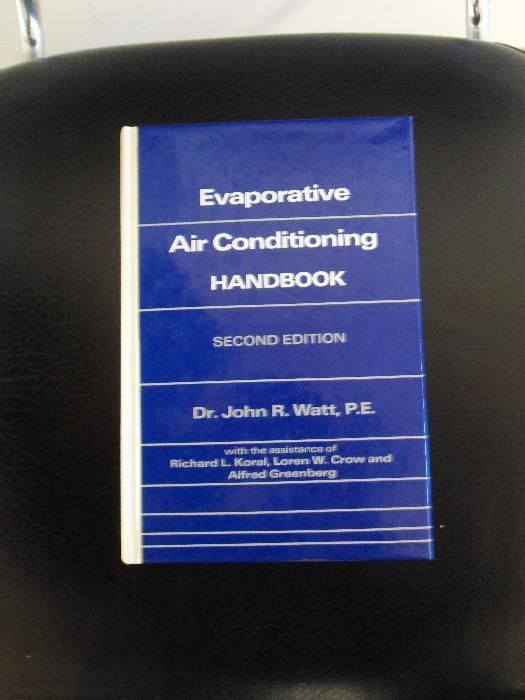 Evaporative
Air Conditioning
HANDBOOK
SECOND EDITION
Dr. John R. Watt, P.E.
with the assistance of
Richard L. Koral, Loren W. Crow and
Alfred Greenberg